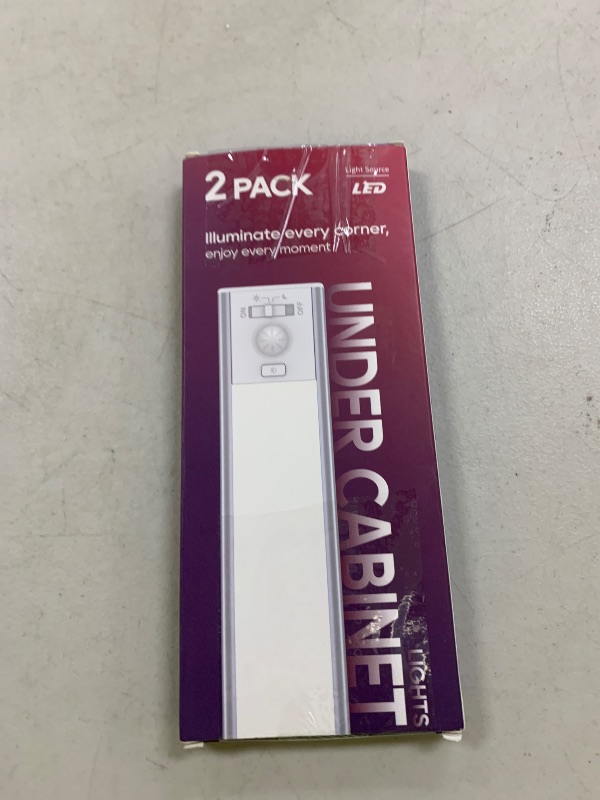 2 PACK
Light Source
LED
Illuminate every corner,
enjoy every moment
ON
OFF
UNDER CABINET
LIGHTS